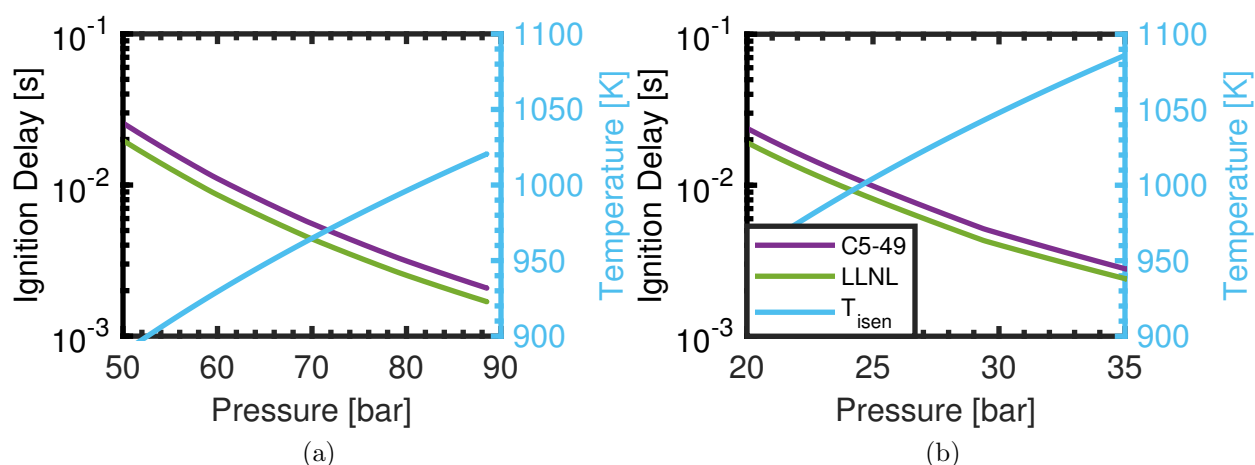 10^-1
10^-2
10^-3
Ignition Delay [s]
50 60 70 80 90
Pressure [bar]
1100
1050
1000
950
900
Temperature [K]
(a)
10^-1
10^-2
10^-3
Ignition Delay [s]
C5-49
LLNL
T_isen
20 25 30 35
Pressure [bar]
1100
1050
1000
950
900
Temperature [K]
(b)